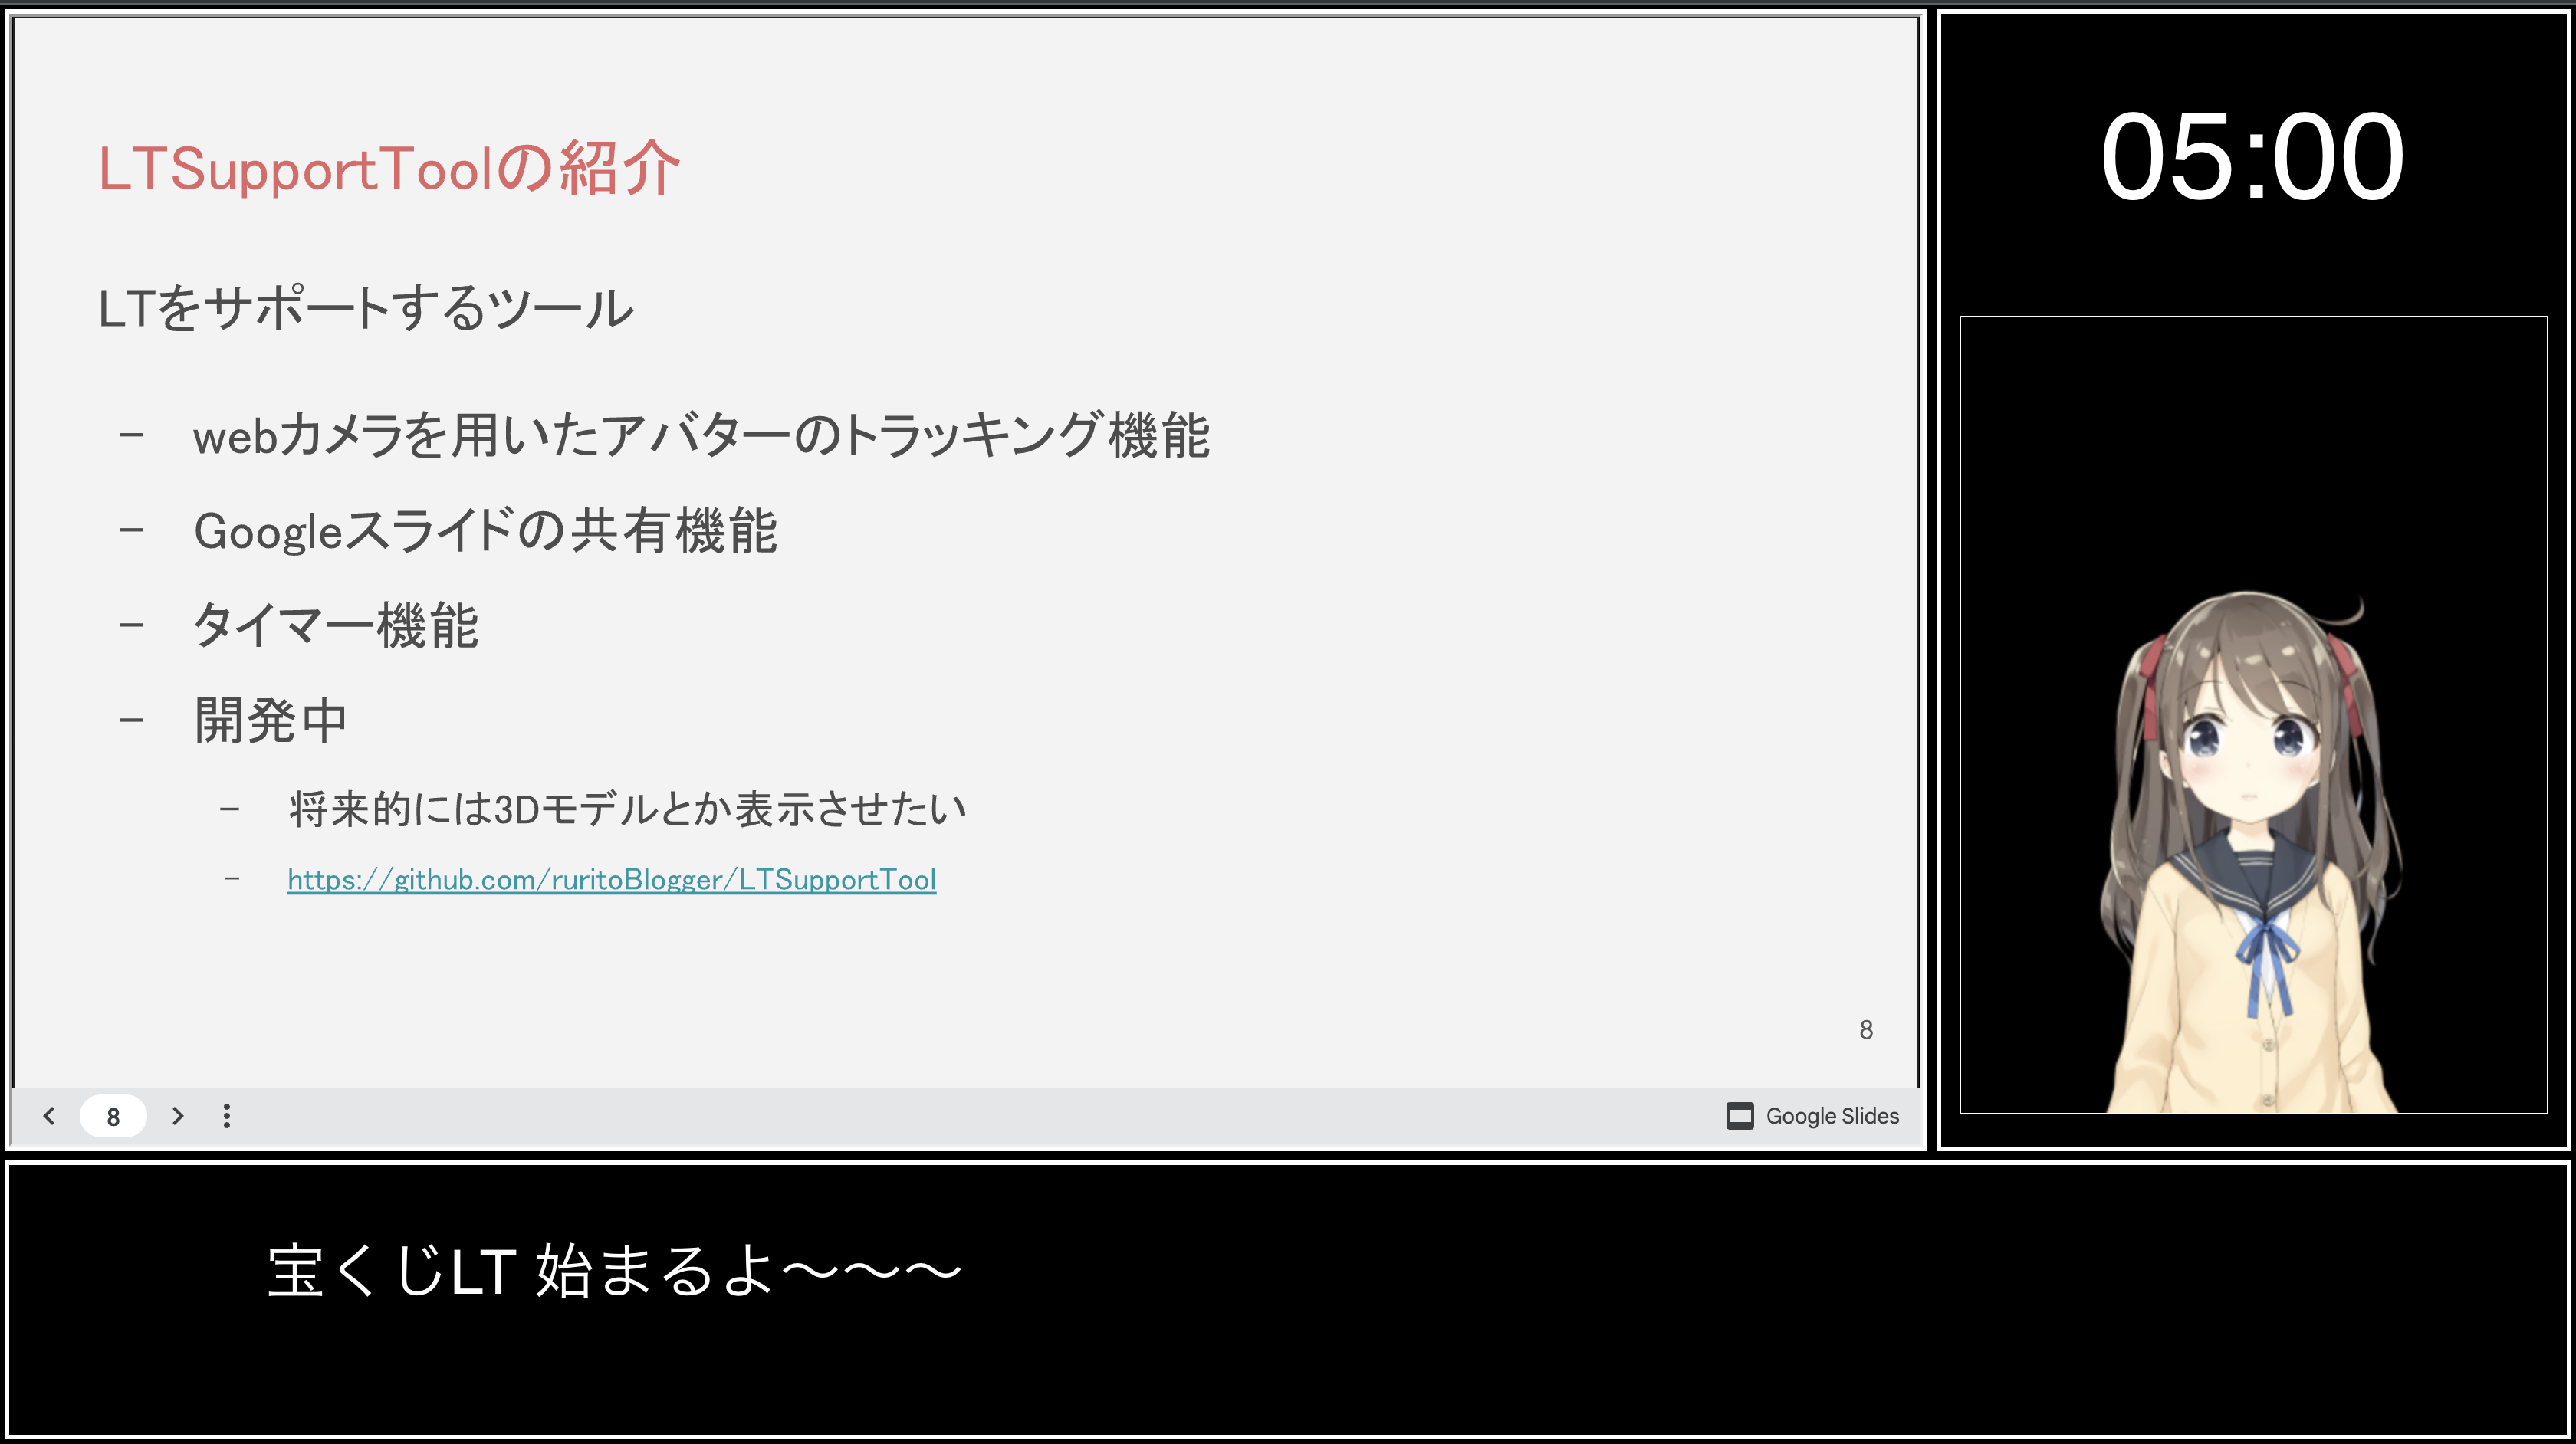 LTSupportToolの紹介
LTをサポートするツール
- webカメラを用いたアバターのトラッキング機能
- Googleスライドの共有機能
- タイマー機能
- 開発中
- 将来的には3Dモデルとか表示させたい
- https://github.com/ruritoBlogger/LTSupportTool
8
8
Google Slides
05:00
宝くじLT 始まるよ〜〜〜